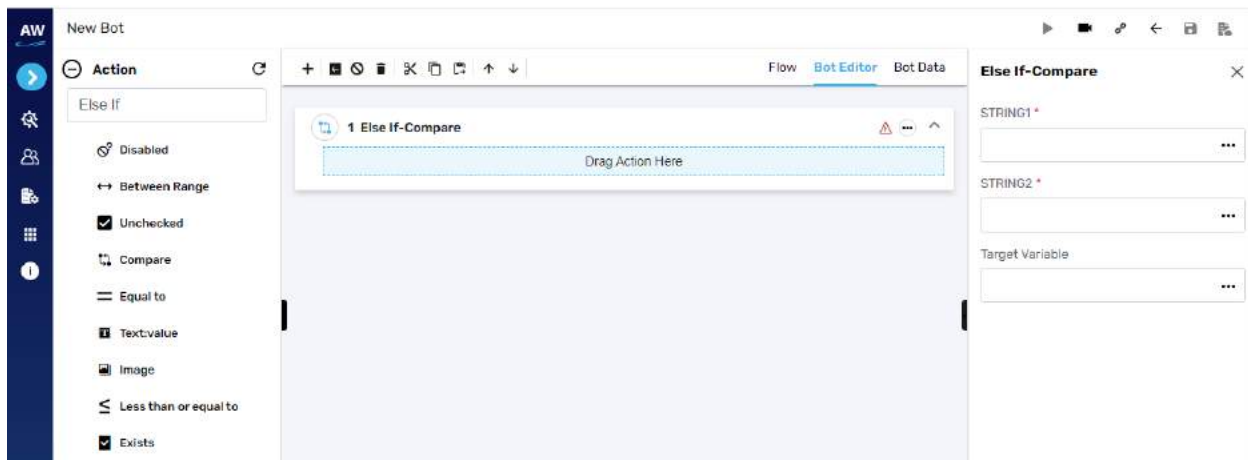 AW
New Bot
Action
Else If
Disabled
Between Range
Unchecked
Compare
Equal to
Text:value
Image
Less than or equal to
Exists
Flow
Bot Editor
Bot Data
1 Else If-Compare
Drag Action Here
Else If-Compare
STRING1 *
STRING2 *
Target Variable